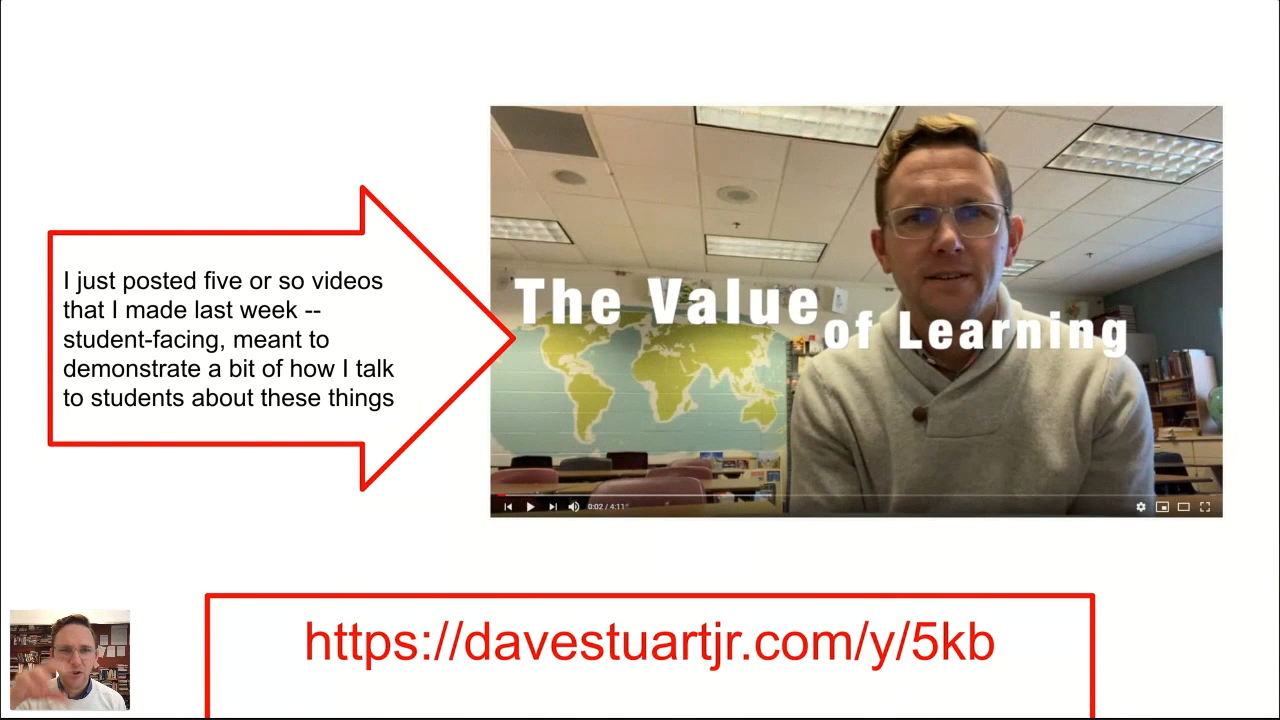 I just posted five or so videos
that I made last week --
student-facing, meant to
demonstrate a bit of how I talk
to students about these things
The Value
of Learning
0:02 / 4:11
https://davestuartjr.com/y/5kb